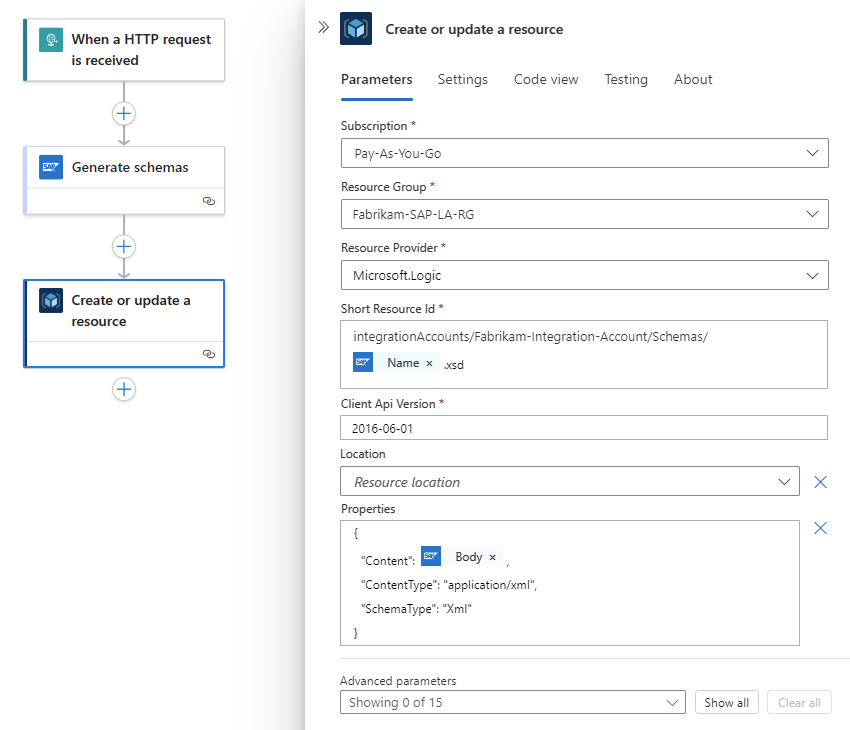 When a HTTP request
is received
SAP
Generate schemas
Create or update a
resource
Create or update a resource
Parameters Settings Code view Testing About
Subscription *
Pay-As-You-Go
Resource Group *
Fabrikam-SAP-LA-RG
Resource Provider *
Microsoft.Logic
Short Resource Id *
integrationAccounts/Fabrikam-Integration-Account/Schemas/
SAP Name × .xsd
Client Api Version *
2016-06-01
Location
Resource location
Properties
{
"Content": SAP Body × ,
"ContentType": "application/xml",
"SchemaType": "Xml"
}
Advanced parameters
Showing 0 of 15 Show all Clear all